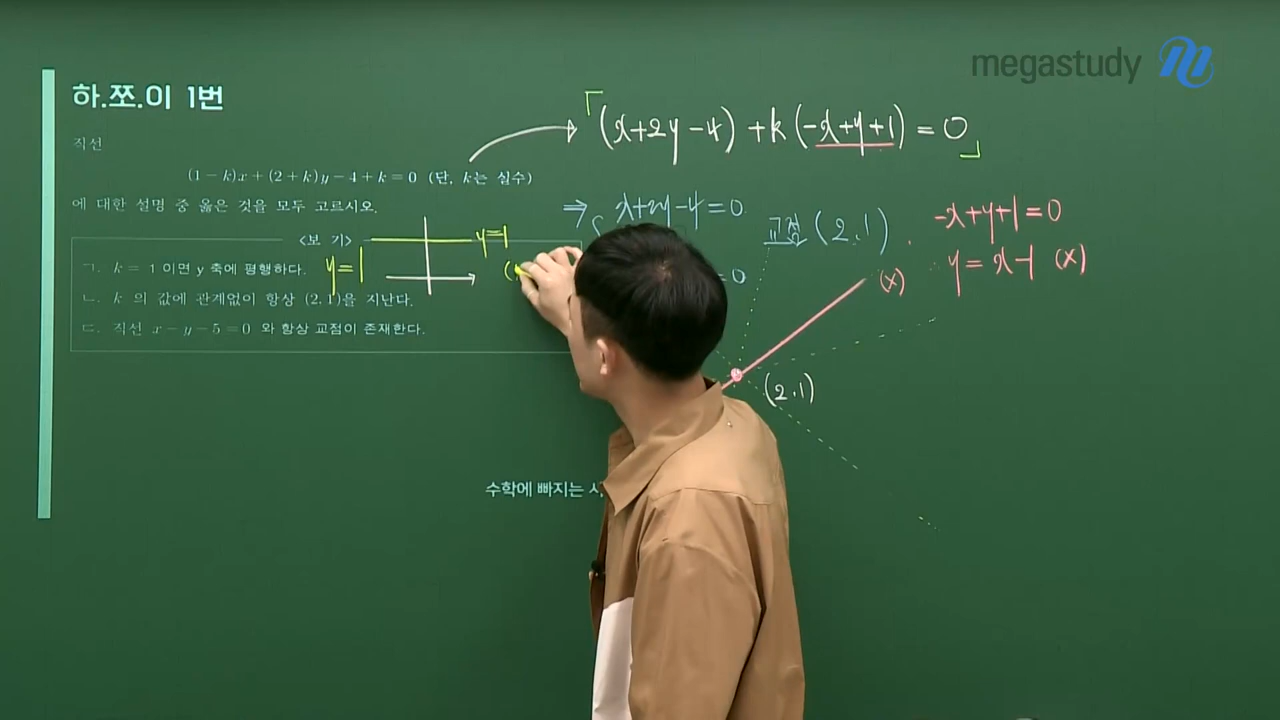 megastudy
하.쪼.이 1번
직선
(1-k)x+(2+k)y-4+k=0 (단, k는 실수)
에 대한 설명 중 옳은 것을 모두 고르시오.
<보 기>
ㄱ. k=1이면 y축에 평행하다.
ㄴ. k의 값에 관계없이 항상 (2, 1)을 지난다.
ㄷ. 직선 x-y-5=0 와 항상 교점이 존재한다.
y=1
y=1
수학에 빠지는
「(x+2y-4)+k(-x+y+1)=0」
⇒ x+2y-4=0
=0
교점(2.1)
-x+y+1=0
y=x-1 (x)
(x)
(2.1)